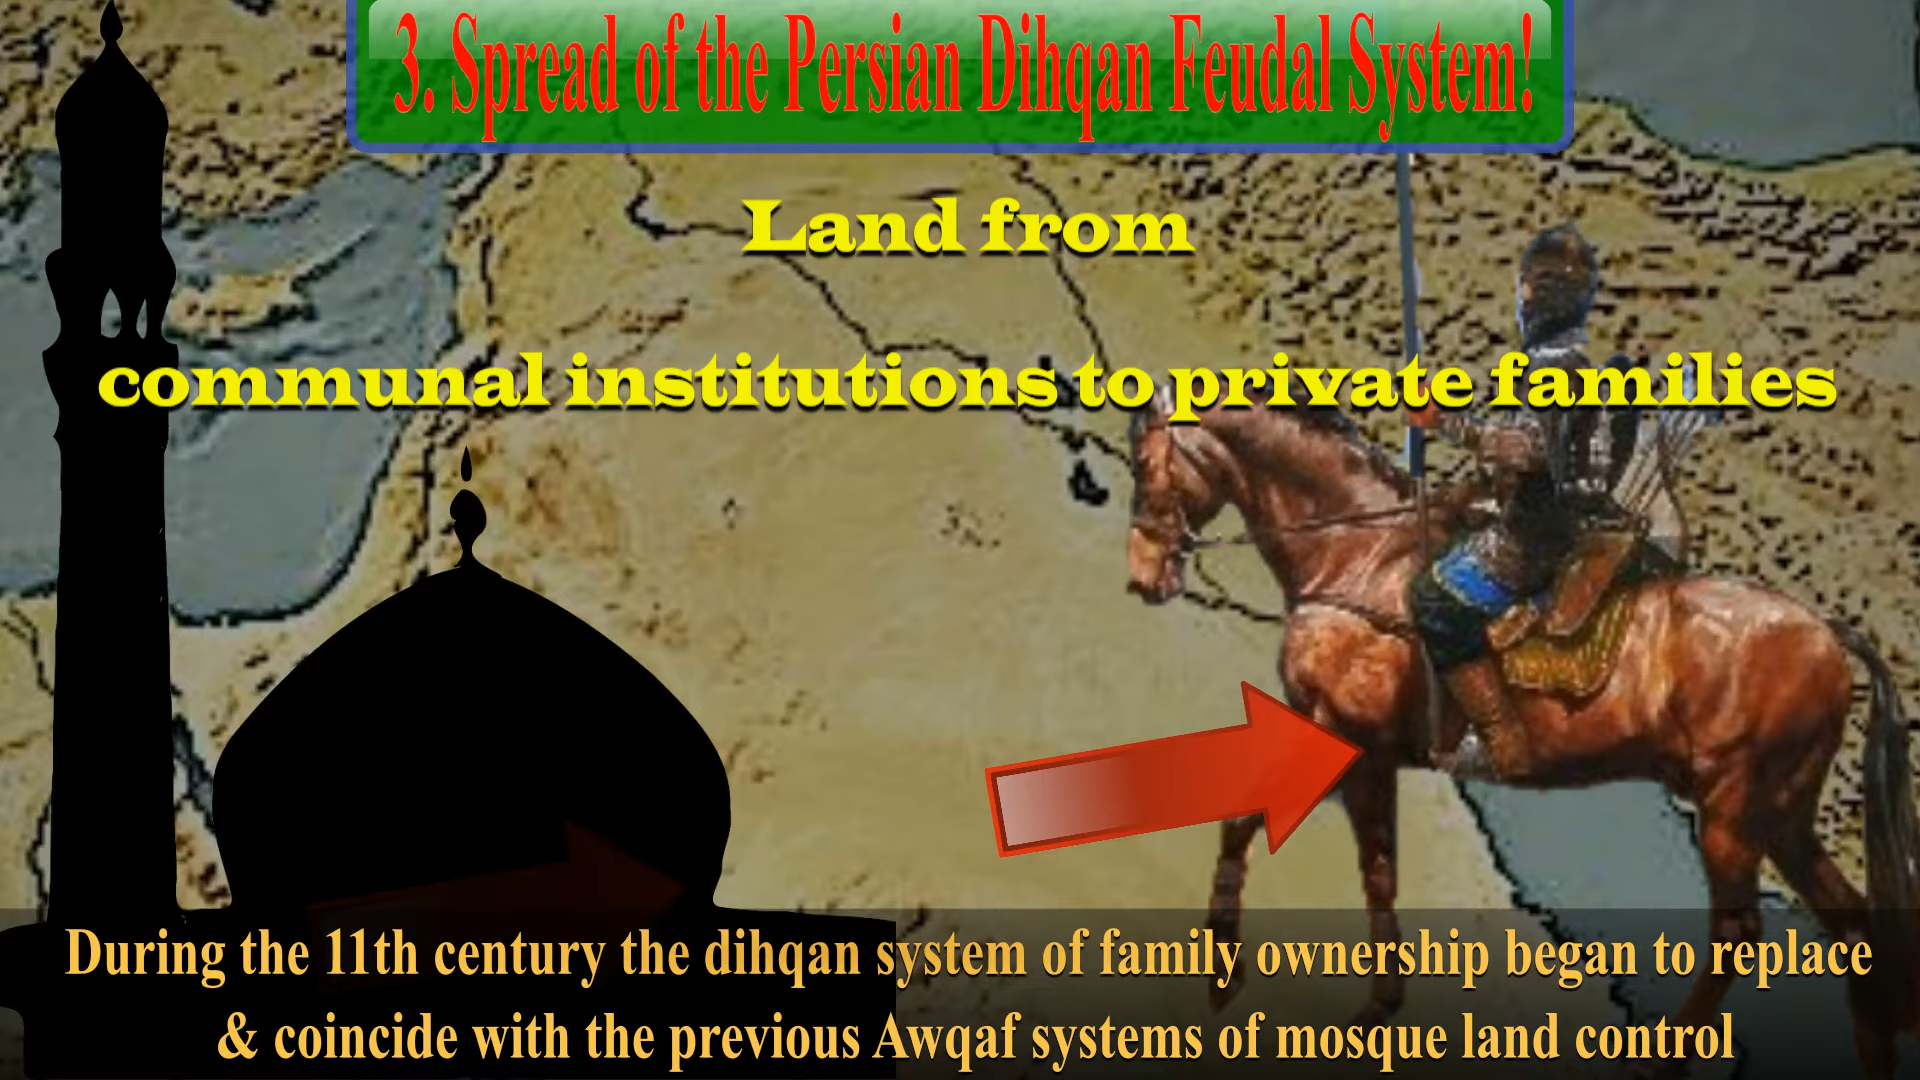 3. Spread of the Persian Dihqan Feudal System!
Land from
communal institutions to private families
During the 11th century the dihqan system of family ownership began to replace
& coincide with the previous Awqaf systems of mosque land control